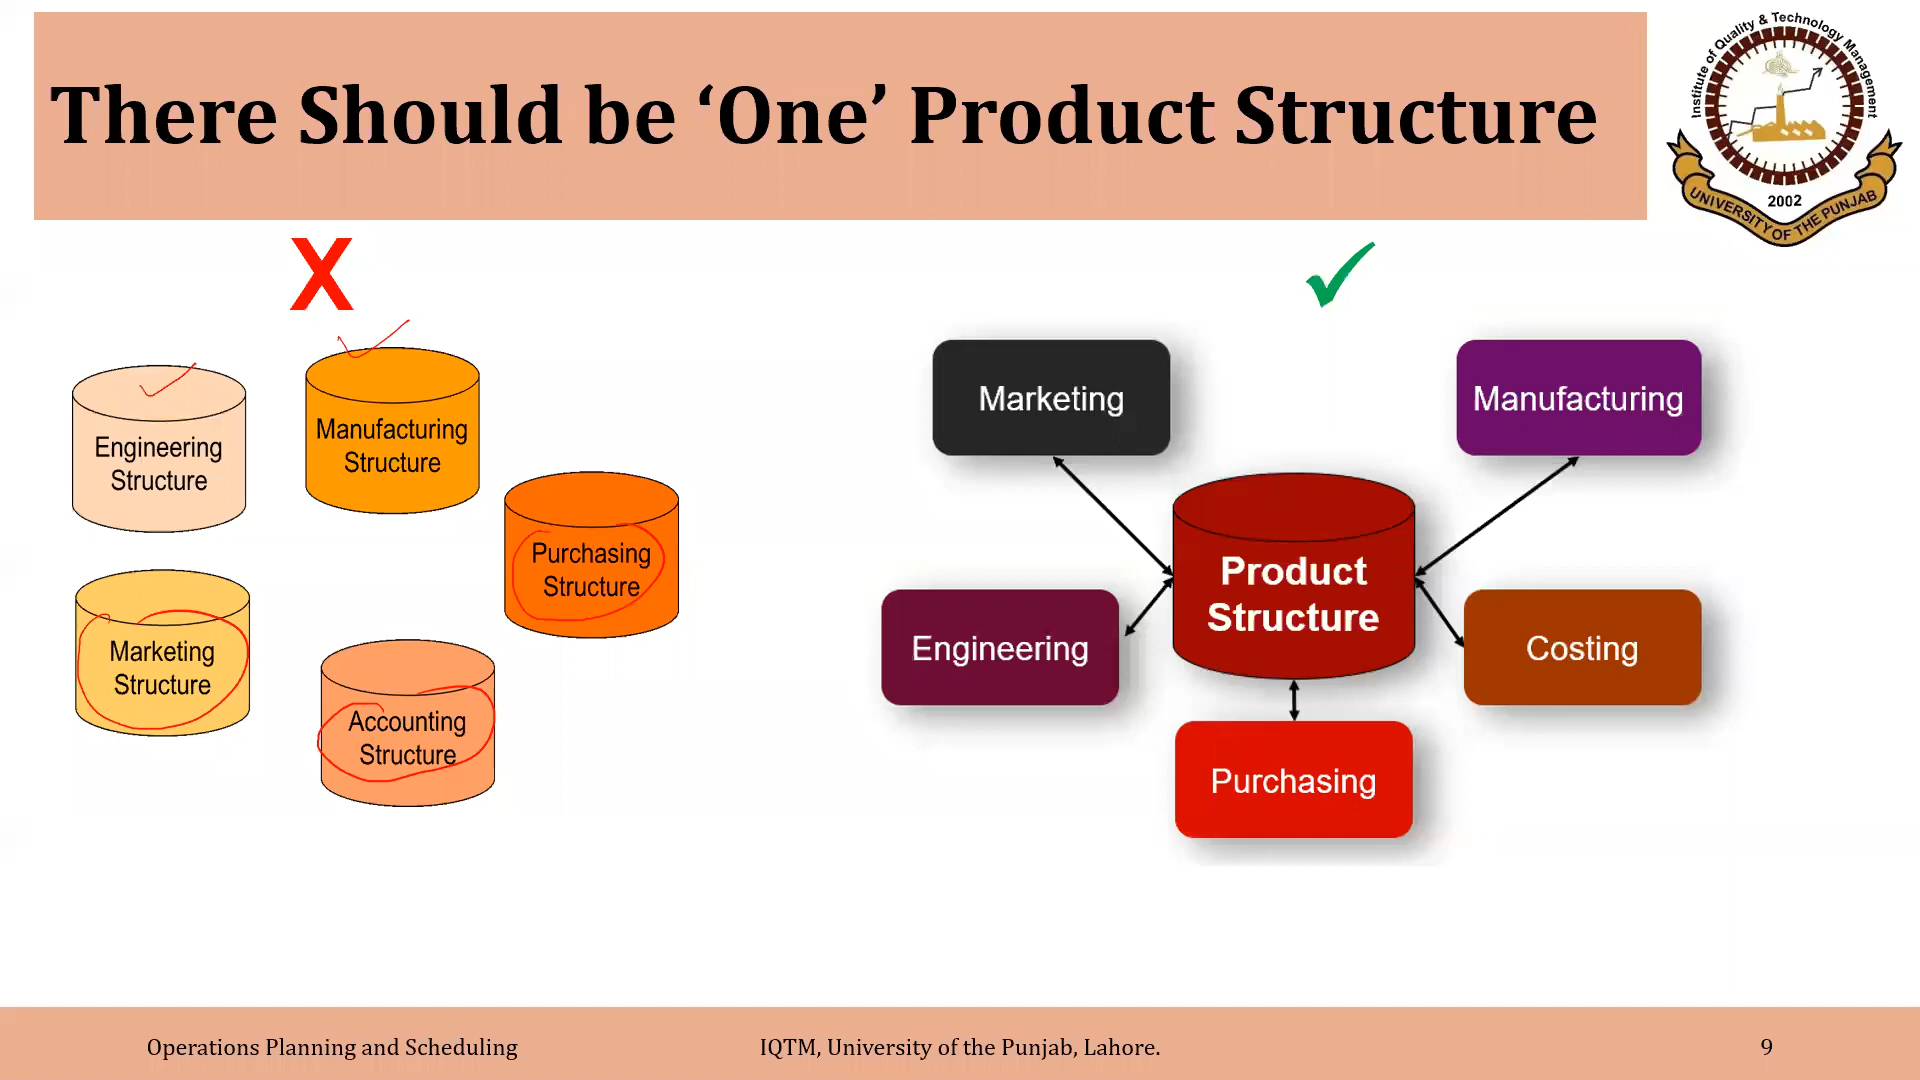 There Should be ‘One’ Product Structure
Institute of Quality & Technology Management
2002
UNIVERSITY OF THE PUNJAB
X
Engineering
Structure
Manufacturing
Structure
Purchasing
Structure
Marketing
Structure
Accounting
Structure
Marketing
Manufacturing
Product
Structure
Engineering
Costing
Purchasing
Operations Planning and Scheduling
IQTM, University of the Punjab, Lahore.
9